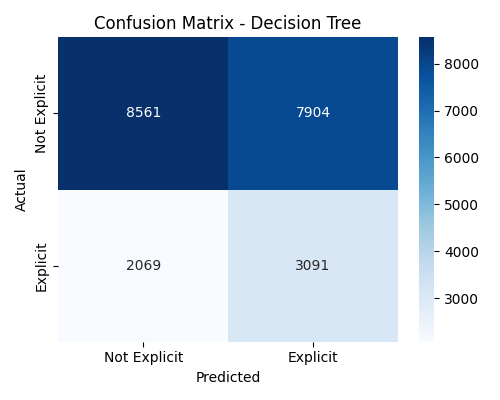 Confusion Matrix - Decision Tree
Actual
Not Explicit
8561
7904
Explicit
2069
3091
Not Explicit
Explicit
Predicted
8000
7000
6000
5000
4000
3000